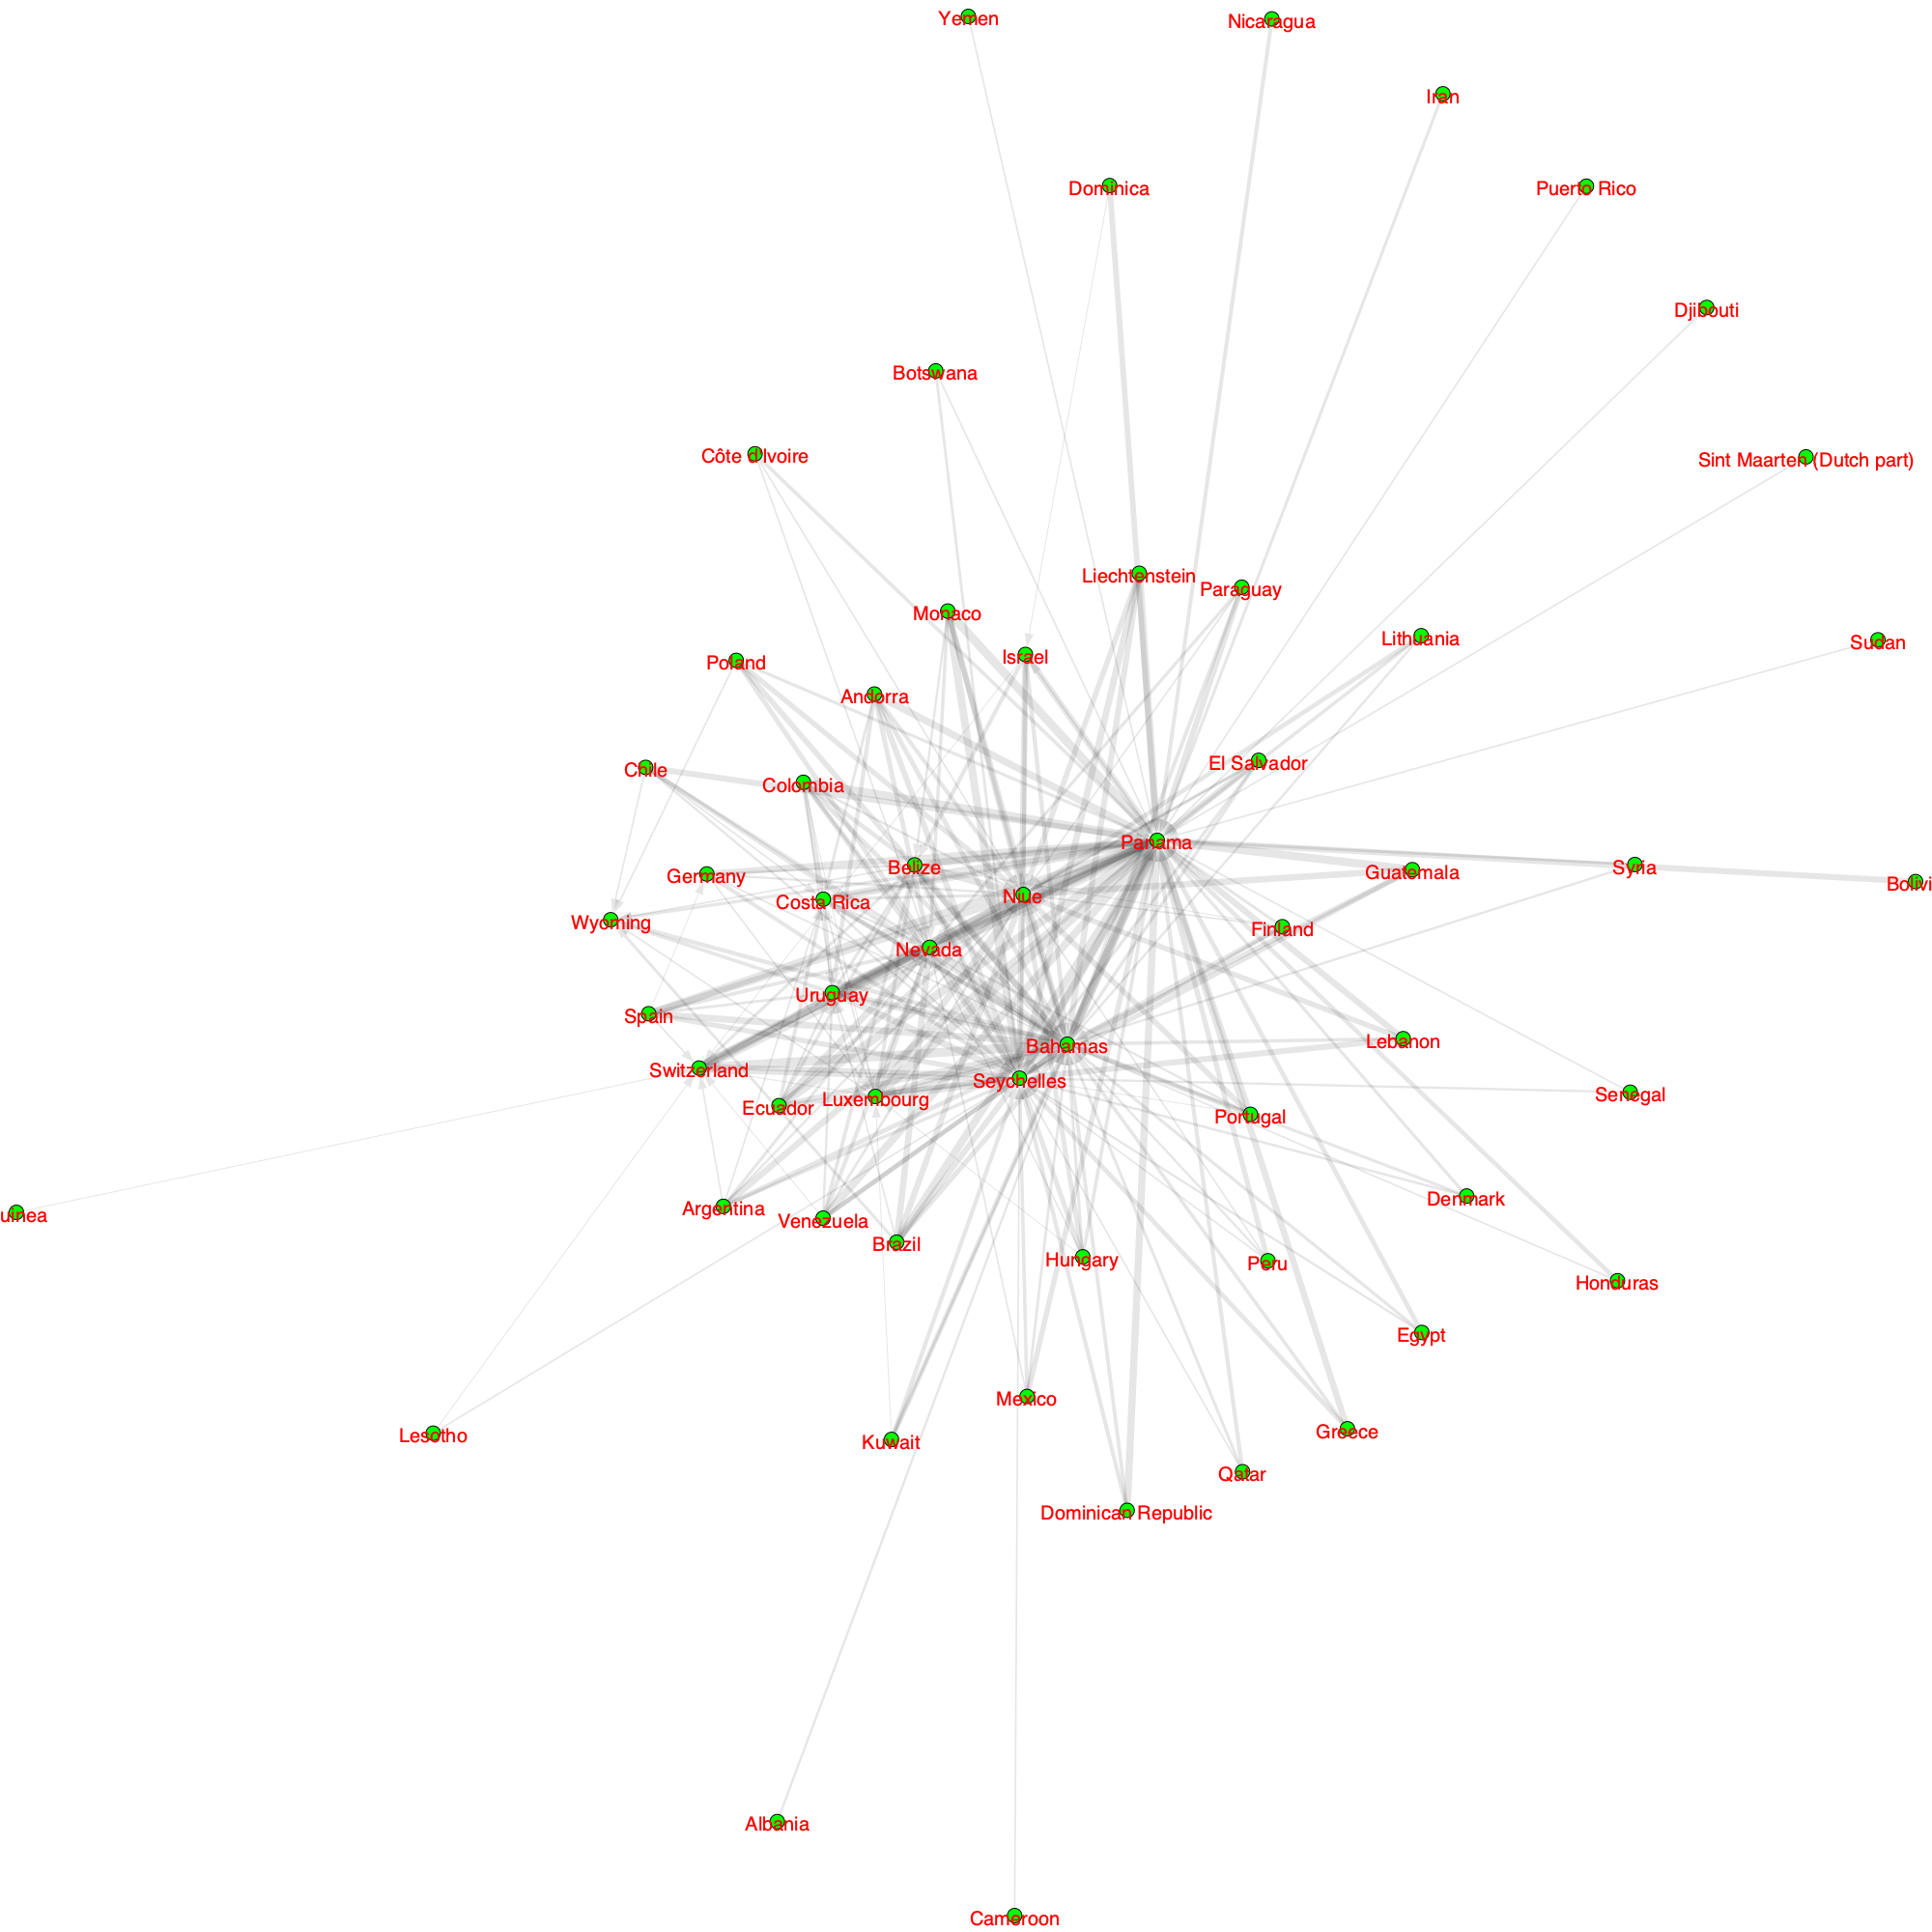 Yemen
Nicaragua
Iran
Dominica
Puerto Rico
Djibouti
Botswana
Côte d'Ivoire
Sint Maarten (Dutch part)
Liechtenstein
Paraguay
Monaco
Lithuania
Sudan
Israel
Poland
Andorra
El Salvador
Chile
Colombia
Panama
Belize
Guatemala
Syria
Germany
Bolivi
Niue
Costa Rica
Wyoming
Finland
Nevada
Uruguay
Spain
Lebanon
Bahamas
Switzerland
Seychelles
Senegal
Luxembourg
Ecuador
Portugal
Denmark
Argentina
uinea
Venezuela
Brazil
Hungary
Peru
Honduras
Egypt
Mexico
Greece
Lesotho
Kuwait
Qatar
Dominican Republic
Albania
Cameroon